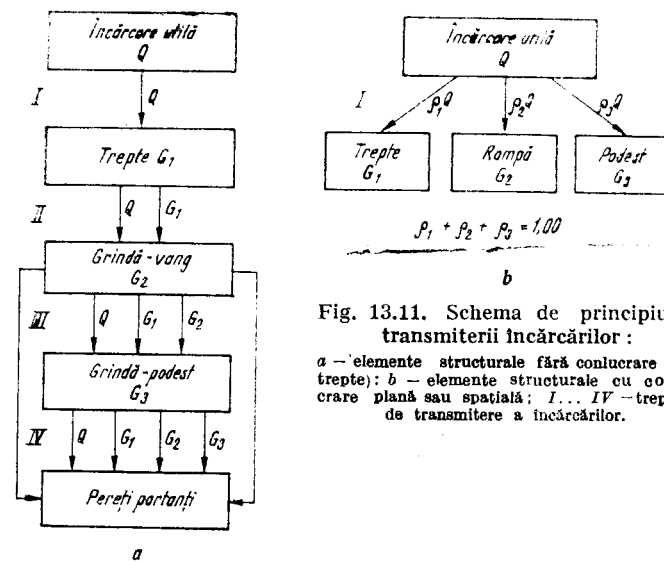 Încărcare utilă
Q
I
Q
Trepte G1
II
Q
G1
Grindă-vang
G2
III
Q
G1
G2
Grindă-podest
G3
IV
Q
G1
G2
G3
Pereți portanți
a
Încărcare utilă
Q
I
ρ1Q
ρ2Q
ρ3Q
Trepte
G1
Rampă
G2
Podest
G3
ρ1 + ρ2 + ρ3 = 1,00
b
Fig. 13.11. Schema de principiu
transmiterii încărcărilor :
a — elemente structurale fără conlucrare
trepte): b — elemente structurale cu co
crare plană sau spațială; I... IV — trep
de transmitere a încărcărilor.